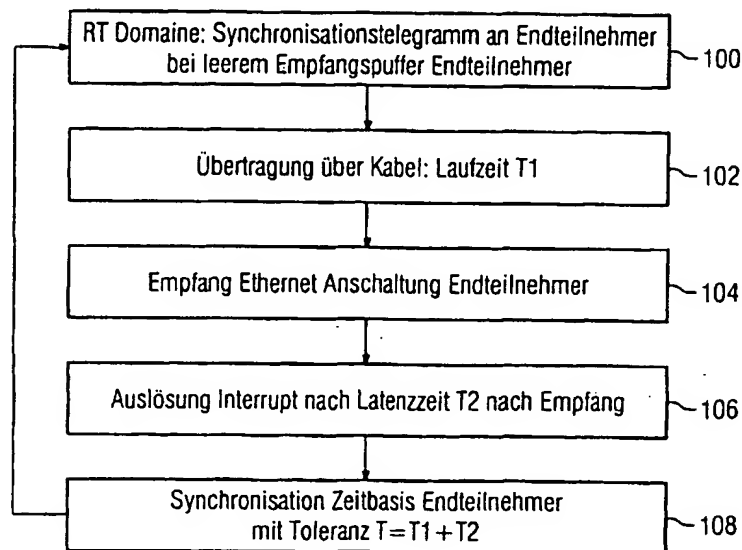 RT Domaine: Synchronisationstelegramm an Endteilnehmer
bei leerem Empfangspuffer Endteilnehmer
100
Übertragung über Kabel: Laufzeit T1
102
Empfang Ethernet Anschaltung Endteilnehmer
104
Auslösung Interrupt nach Latenzzeit T2 nach Empfang
106
Synchronisation Zeitbasis Endteilnehmer
mit Toleranz T=T1+T2
108